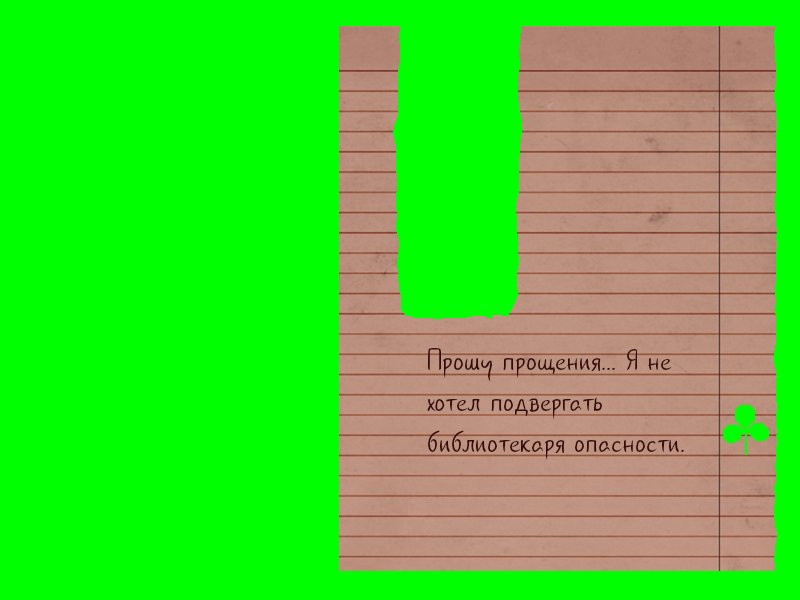 Прошу прощения... Я не
хотел подвергать
библиотекаря опасности.